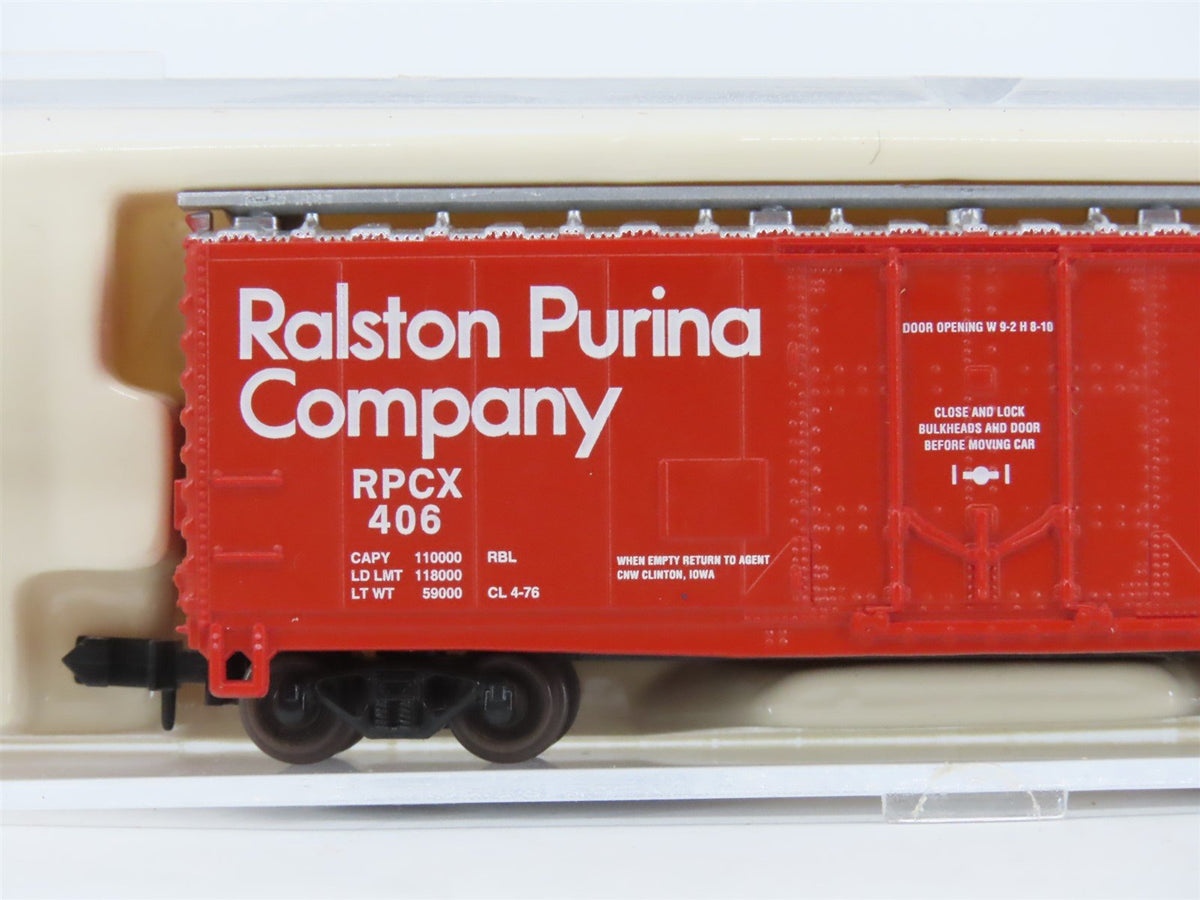 Ralston Purina
Company
RPCX
406
CAPY 110000 RBL
LD LMT 118000
LT WT 59000 CL 4-76
WHEN EMPTY RETURN TO AGENT
CNW CLINTON, IOWA
DOOR OPENING W 9-2 H 8-10
CLOSE AND LOCK
BULKHEADS AND DOOR
BEFORE MOVING CAR